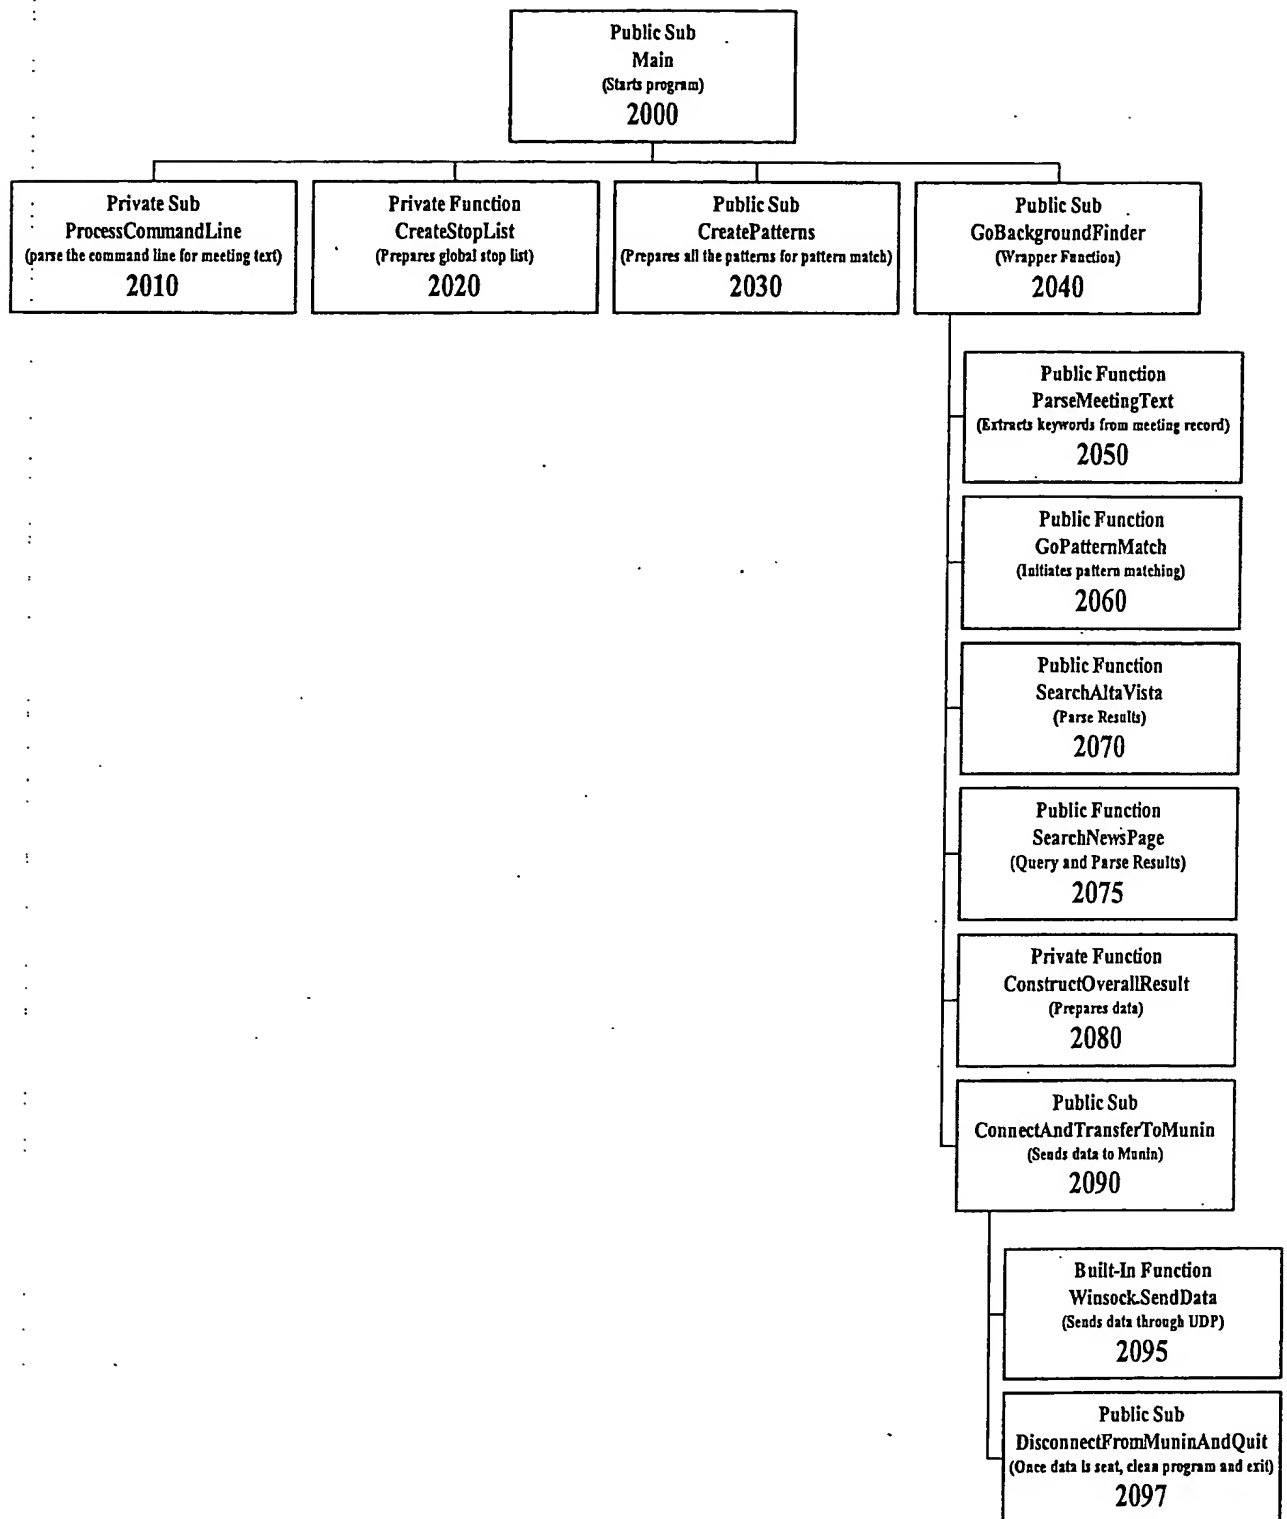 Public Sub
Main
(Starts program)
2000
Private Sub
ProcessCommandLine
(parse the command line for meeting text)
2010
Private Function
CreateStopList
(Prepares global stop list)
2020
Public Sub
CreatePatterns
(Prepares all the patterns for pattern match)
2030
Public Sub
GoBackgroundFinder
(Wrapper Function)
2040
Public Function
ParseMeetingText
(Extracts keywords from meeting record)
2050
Public Function
GoPatternMatch
(Initiates pattern matching)
2060
Public Function
SearchAltaVista
(Parse Results)
2070
Public Function
SearchNewsPage
(Query and Parse Results)
2075
Private Function
ConstructOverallResult
(Prepares data)
2080
Public Sub
ConnectAndTransferToMunin
(Sends data to Munin)
2090
Built-In Function
Winsock.SendData
(Sends data through UDP)
2095
Public Sub
DisconnectFromMuninAndQuit
(Once data is sent, clean program and exit)
2097